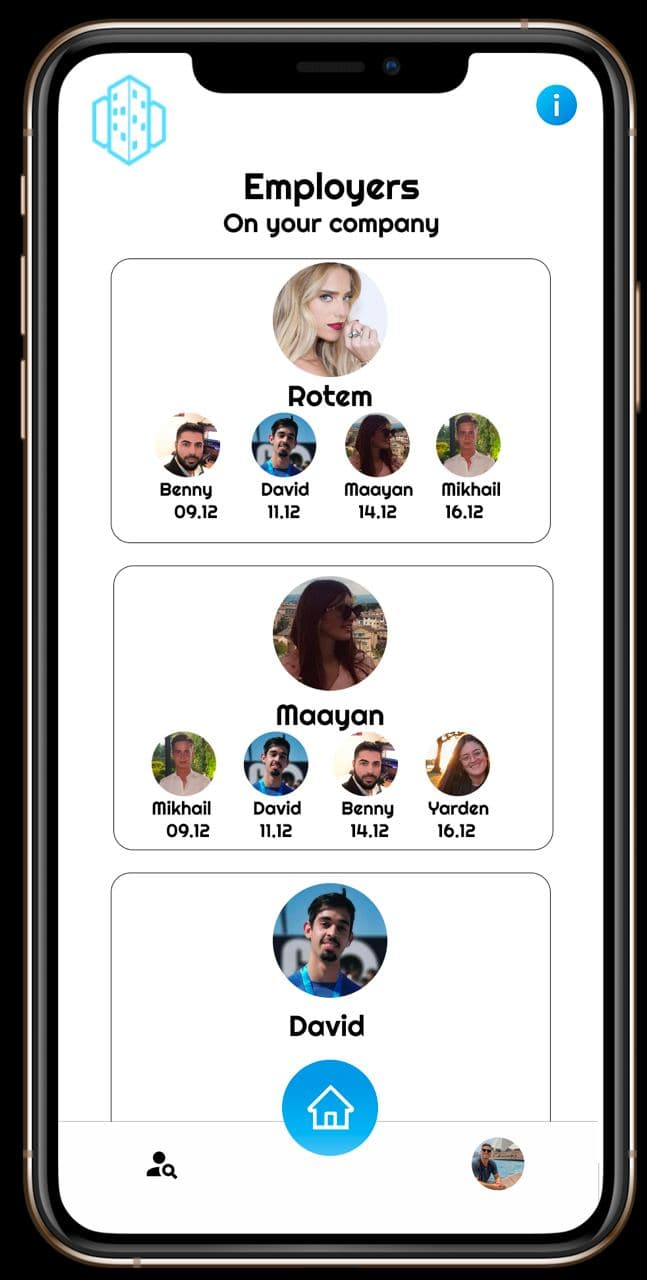 i
Employers
On your company
Rotem
Benny David Maayan Mikhail
09.12 11.12 14.12 16.12
Maayan
Mikhail David Benny Yarden
09.12 11.12 14.12 16.12
David